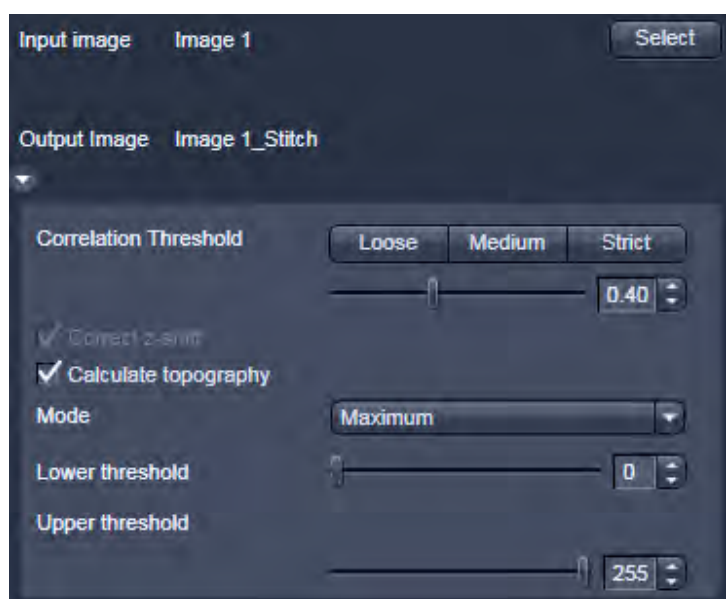 Input image Image 1 Select
Output Image Image 1_Stitch
Correlation Threshold Loose Medium Strict
0.40
Correct z-shift
Calculate topography
Mode Maximum
Lower threshold 0
Upper threshold
255